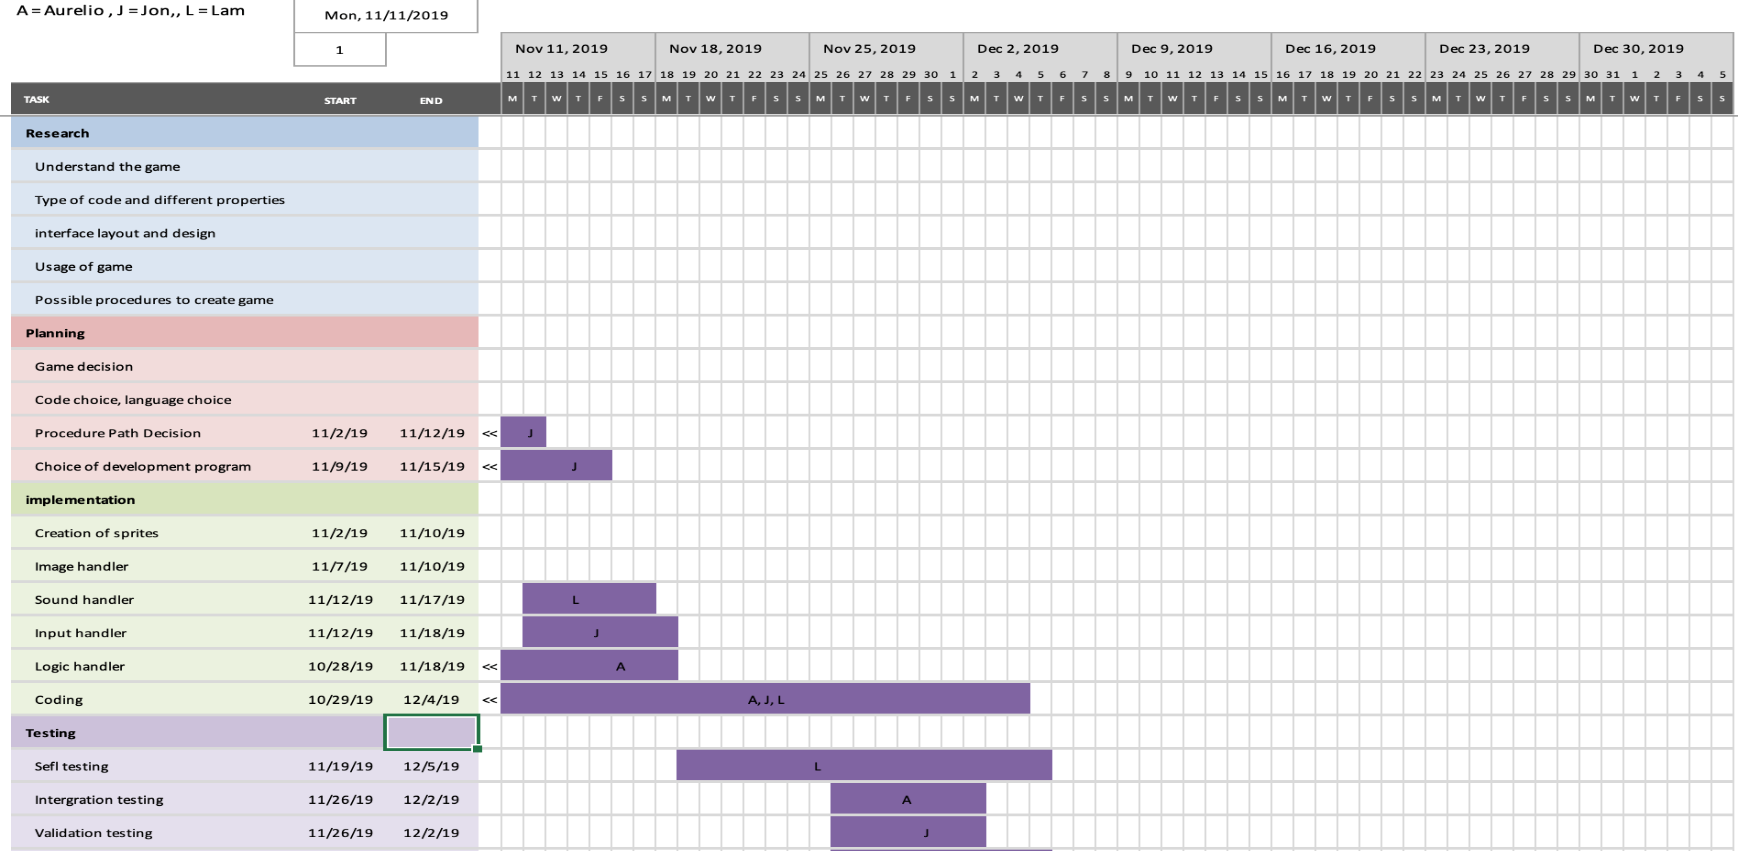 A = Aurelio , J = Jon,, L = Lam
Mon, 11/11/2019
1
Nov 11, 2019 Nov 18, 2019 Nov 25, 2019 Dec 2, 2019 Dec 9, 2019 Dec 16, 2019 Dec 23, 2019 Dec 30, 2019
11 12 13 14 15 16 17 18 19 20 21 22 23 24 25 26 27 28 29 30 1 2 3 4 5 6 7 8 9 10 11 12 13 14 15 16 17 18 19 20 21 22 23 24 25 26 27 28 29 30 31 1 2 3 4 5
TASK START END M T W T F S S M T W T F S S M T W T F S S M T W T F S S M T W T F S S M T W T F S S M T W T F S S M T W T F S S
Research
Understand the game
Type of code and different properties
interface layout and design
Usage of game
Possible procedures to create game
Planning
Game decision
Code choice, language choice
Procedure Path Decision 11/2/19 11/12/19 << J
Choice of development program 11/9/19 11/15/19 << J
implementation
Creation of sprites 11/2/19 11/10/19
Image handler 11/7/19 11/10/19
Sound handler 11/12/19 11/17/19 L
Input handler 11/12/19 11/18/19 J
Logic handler 10/28/19 11/18/19 << A
Coding 10/29/19 12/4/19 << A, J, L
Testing
Sefl testing 11/19/19 12/5/19 L
Intergration testing 11/26/19 12/2/19 A
Validation testing 11/26/19 12/2/19 J